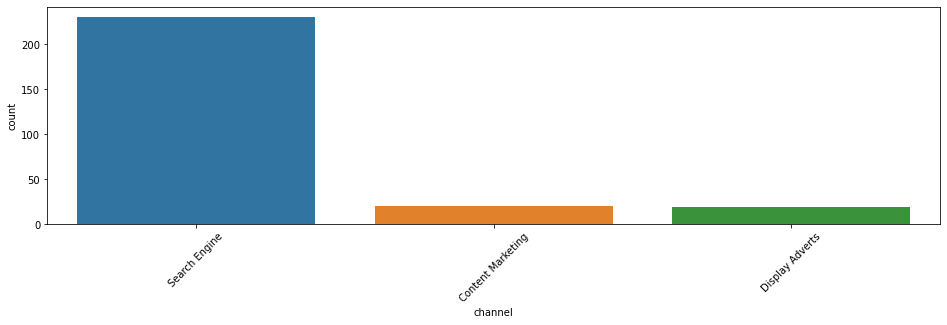 count
200
150
100
50
0
Search Engine
Content Marketing
Display Adverts
channel